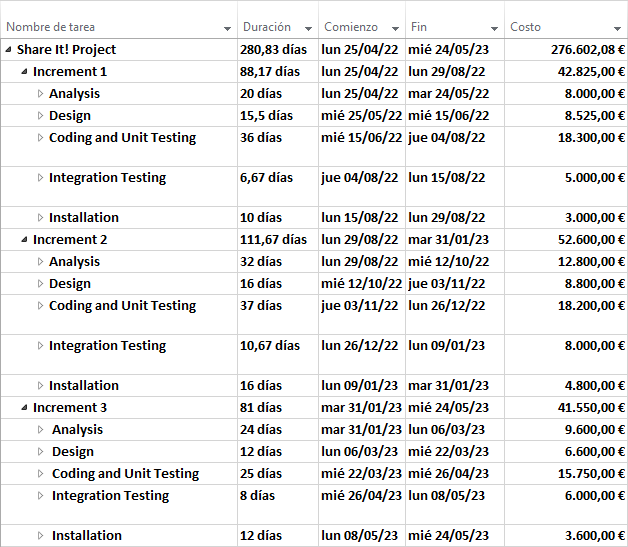 Nombre de tarea Duración Comienzo Fin Costo
Share It! Project 280,83 días lun 25/04/22 mié 24/05/23 276.602,08 €
Increment 1 88,17 días lun 25/04/22 lun 29/08/22 42.825,00 €
Analysis 20 días lun 25/04/22 mar 24/05/22 8.000,00 €
Design 15,5 días mié 25/05/22 mié 15/06/22 8.525,00 €
Coding and Unit Testing 36 días mié 15/06/22 jue 04/08/22 18.300,00 €
Integration Testing 6,67 días jue 04/08/22 lun 15/08/22 5.000,00 €
Installation 10 días lun 15/08/22 lun 29/08/22 3.000,00 €
Increment 2 111,67 días lun 29/08/22 mar 31/01/23 52.600,00 €
Analysis 32 días lun 29/08/22 mié 12/10/22 12.800,00 €
Design 16 días mié 12/10/22 jue 03/11/22 8.800,00 €
Coding and Unit Testing 37 días jue 03/11/22 lun 26/12/22 18.200,00 €
Integration Testing 10,67 días lun 26/12/22 lun 09/01/23 8.000,00 €
Installation 16 días lun 09/01/23 mar 31/01/23 4.800,00 €
Increment 3 81 días mar 31/01/23 mié 24/05/23 41.550,00 €
Analysis 24 días mar 31/01/23 lun 06/03/23 9.600,00 €
Design 12 días lun 06/03/23 mié 22/03/23 6.600,00 €
Coding and Unit Testing 25 días mié 22/03/23 mié 26/04/23 15.750,00 €
Integration Testing 8 días mié 26/04/23 lun 08/05/23 6.000,00 €
Installation 12 días lun 08/05/23 mié 24/05/23 3.600,00 €